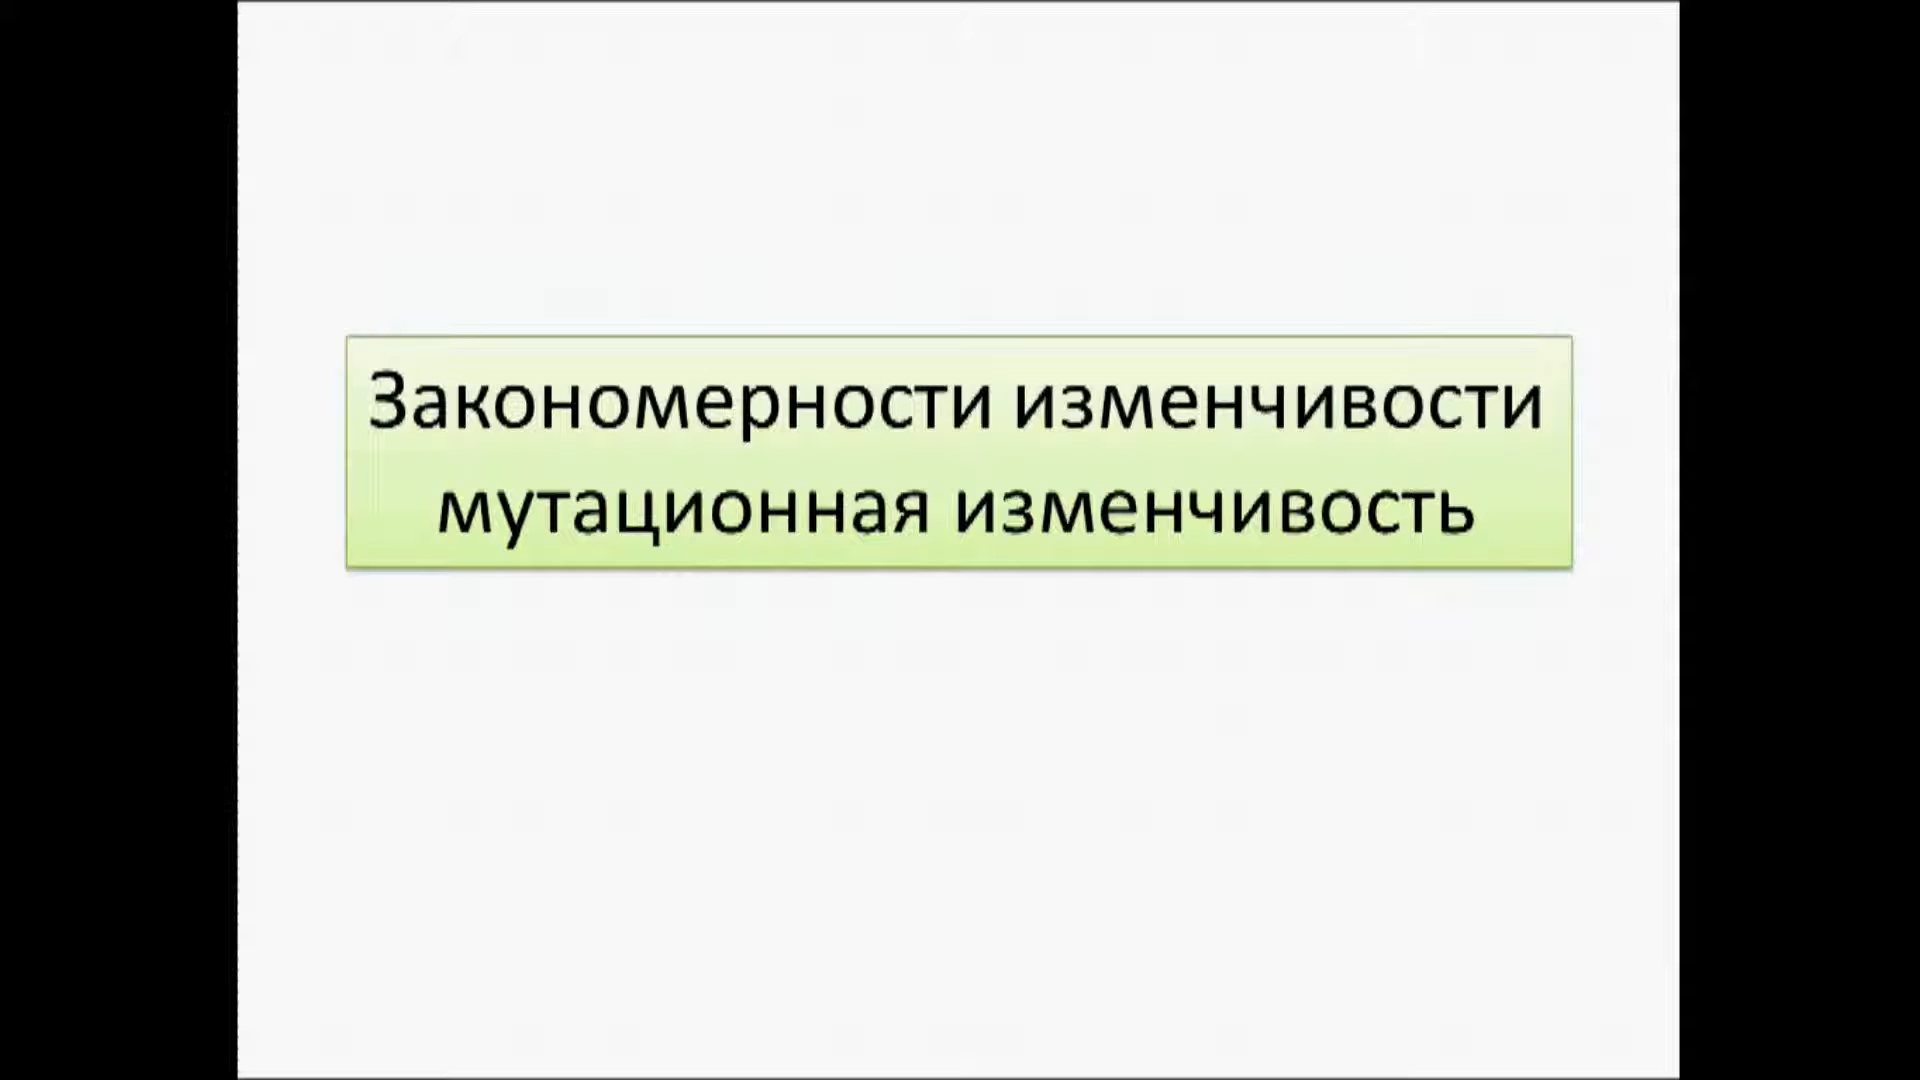 Закономерности изменчивости
мутационная изменчивость